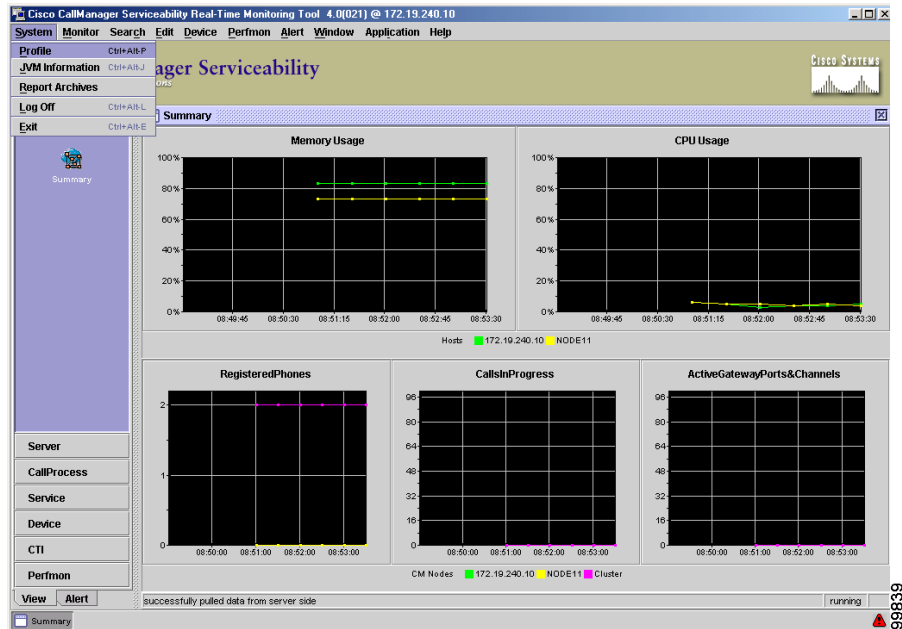 Cisco CallManager Serviceability Real-Time Monitoring Tool 4.0(021) @ 172.19.240.10
System Monitor Search Edit Device Perfmon Alert Window Application Help
Profile Ctrl+Alt-P
JVM Information Ctrl+Alt-J
Report Archives
Log Off Ctrl+Alt-L
Exit Ctrl+Alt-E
ager Serviceability
ons
CISCO SYSTEMS
Summary
Summary
Memory Usage
100%
80%
60%
40%
20%
0%
08:49:45 08:50:30 08:51:15 08:52:00 08:52:45 08:53:30
CPU Usage
100%
80%
60%
40%
20%
0%
08:49:45 08:50:30 08:51:15 08:52:00 08:52:45 08:53:30
Hosts 172.19.240.10 NODE11
RegisteredPhones
2
1
0
08:50:00 08:51:00 08:52:00 08:53:00
CallsInProgress
96
80
64
48
32
16
0
08:50:00 08:51:00 08:52:00 08:53:00
ActiveGatewayPorts&Channels
96
80
64
48
32
16
0
08:50:00 08:51:00 08:52:00 08:53:00
CM Nodes 172.19.240.10 NODE11 Cluster
Server
CallProcess
Service
Device
CTI
Perfmon
View Alert
successfully pulled data from server side
running
Summary
99839